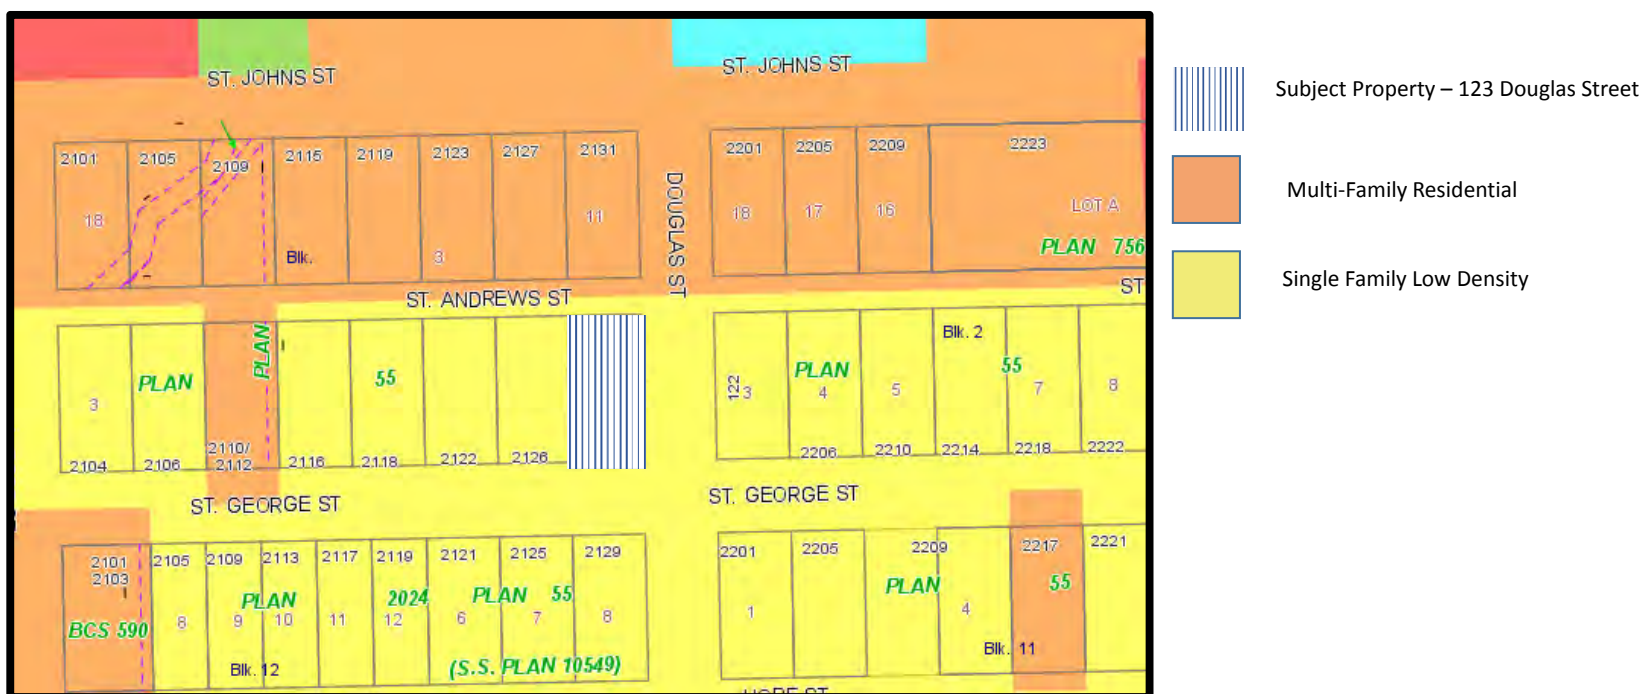 ST. JOHNS ST
ST. JOHNS ST
Subject Property – 123 Douglas Street
Multi-Family Residential
Single Family Low Density
2101
2105
2109
2115
2119
2123
2127
2131
18
Blk.
3
11
DOUGLAS ST
2201
2205
2209
2223
18
17
16
LOT A
PLAN 756
ST. ANDREWS ST
ST
3
PLAN
PLAN
55
2104
2106
2110/
2112
2116
2118
2122
2126
122
3
PLAN
4
5
Blk. 2
55
7
8
2206
2210
2214
2218
2222
ST. GEORGE ST
ST. GEORGE ST
2101
2103
2105
2109
2113
2117
2119
2121
2125
2129
BCS 590
8
PLAN
9
10
11
2024
12
PLAN 55
6
7
8
Blk. 12
(S.S. PLAN 10549)
2201
2205
2209
2217
2221
1
PLAN
4
55
Blk. 11